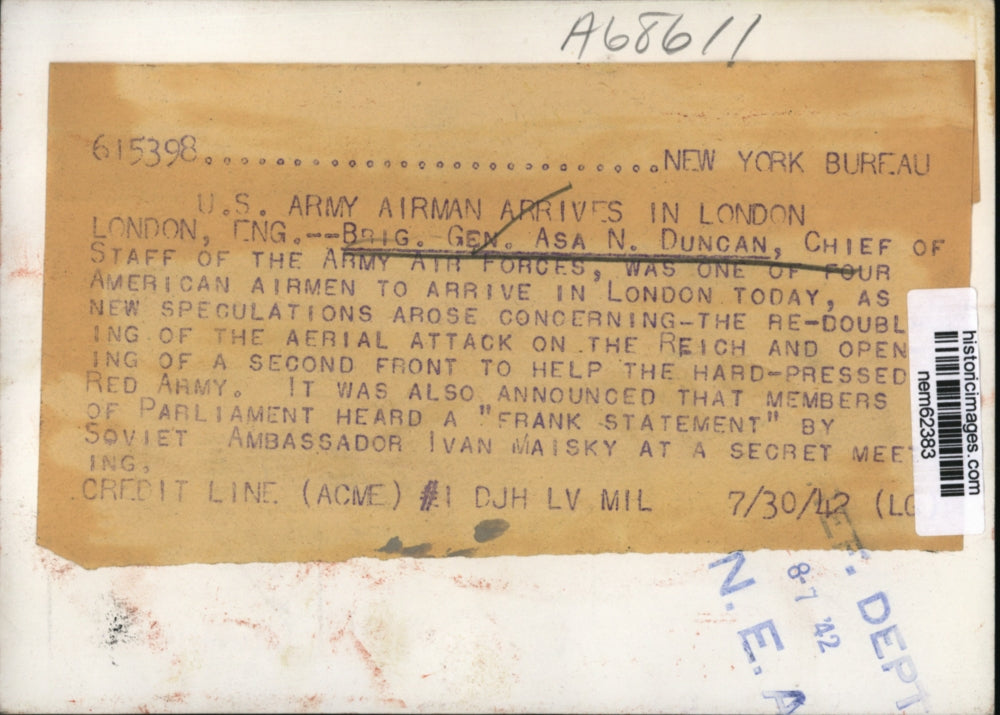 A68611
615398.......................................NEW YORK BUREAU
U.S. ARMY AIRMAN ARRIVES IN LONDON
LONDON, ENG.--BRIG. GEN. ASA N. DUNCAN, CHIEF OF
STAFF OF THE ARMY AIR FORCES, WAS ONE OF FOUR
AMERICAN AIRMEN TO ARRIVE IN LONDON TODAY, AS
NEW SPECULATIONS AROSE CONCERNING-THE RE-DOUBL
ING OF THE AERIAL ATTACK ON THE REICH AND OPEN
ING OF A SECOND FRONT TO HELP THE HARD-PRESSED
RED ARMY. IT WAS ALSO ANNOUNCED THAT MEMBERS
OF PARLIAMENT HEARD A "FRANK STATEMENT" BY
SOVIET AMBASSADOR IVAN MAISKY AT A SECRET MEET
ING.
CREDIT LINE (ACME) #1 DJH LV MIL 7/30/42 (LG
historicimages.com
nem62383
DEPT
8-7 '42
N. E. A